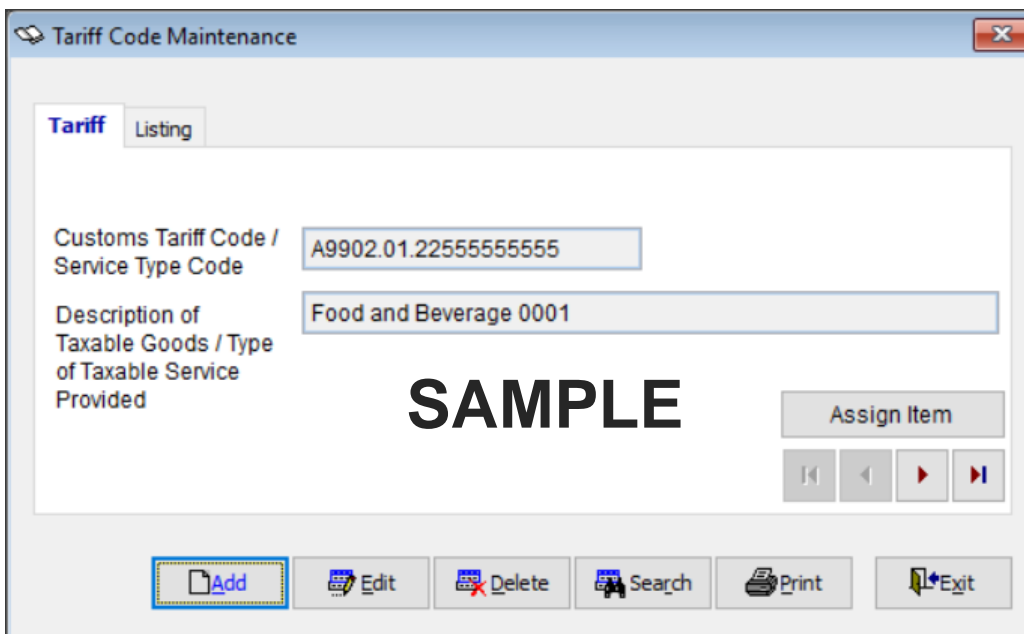 Tariff Code Maintenance
Tariff
Listing
Customs Tariff Code /
Service Type Code
A9902.01.22555555555
Description of
Taxable Goods / Type
of Taxable Service
Provided
Food and Beverage 0001
SAMPLE
Assign Item
Add
Edit
Delete
Search
Print
Exit